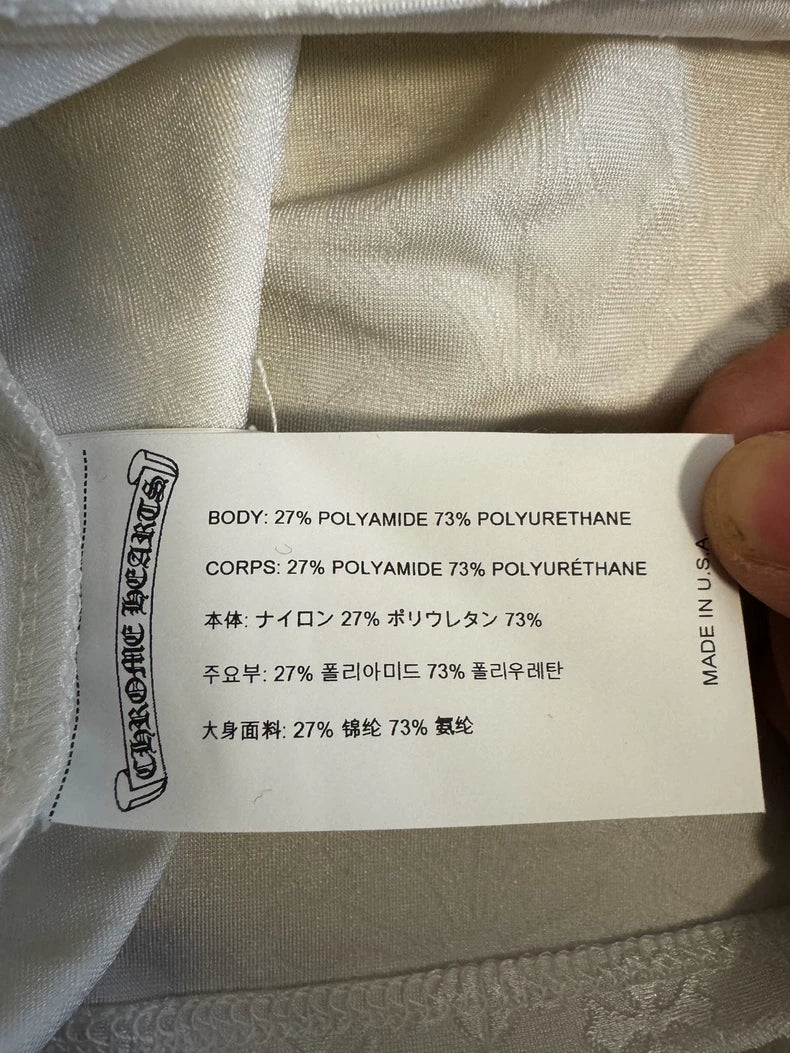 CHROME HEARTS
BODY: 27% POLYAMIDE 73% POLYURETHANE
CORPS: 27% POLYAMIDE 73% POLYURÉTHANE
本体: ナイロン 27% ポリウレタン 73%
주요부: 27% 폴리아미드 73% 폴리우레탄
大身面料: 27% 锦纶 73% 氨纶
MADE IN U.S.A